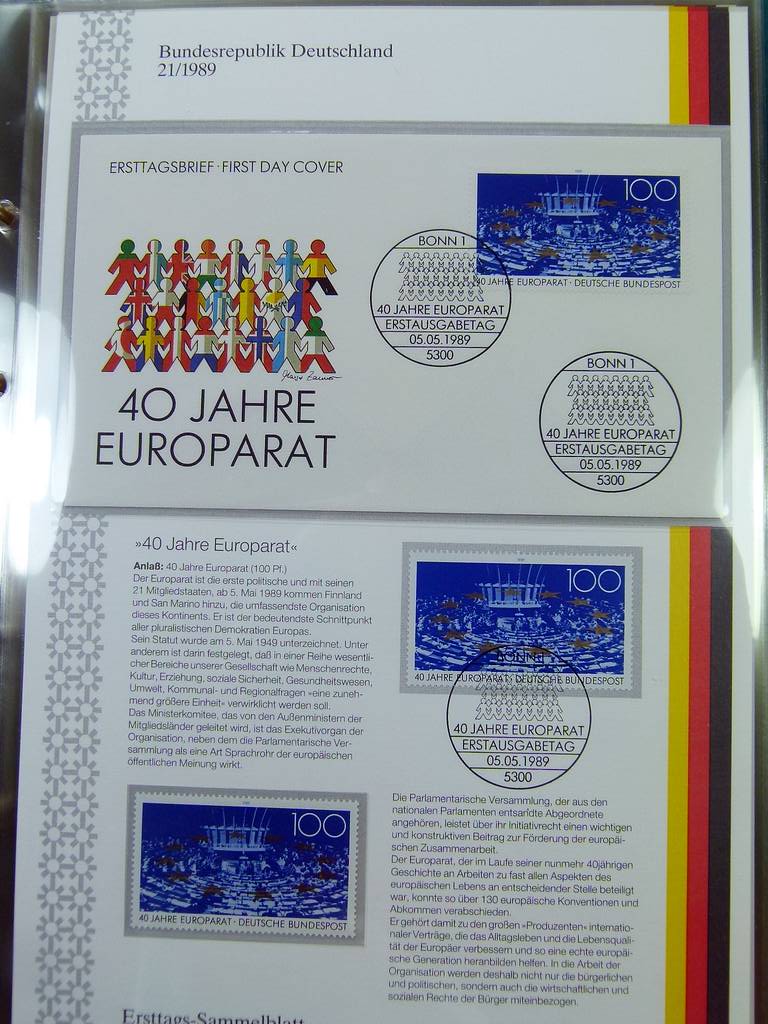 Bundesrepublik Deutschland
21/1989
ERSTTAGSBRIEF · FIRST DAY COVER
100
40 JAHRE EUROPARAT · DEUTSCHE BUNDESPOST
BONN 1
40 JAHRE EUROPARAT
ERSTAUSGABETAG
05.05.1989
5300
BONN 1
40 JAHRE EUROPARAT
ERSTAUSGABETAG
05.05.1989
5300
40 JAHRE
EUROPARAT
»40 Jahre Europarat«
Anlaß: 40 Jahre Europarat (100 Pf.)
Der Europarat ist die erste politische und mit seinen
21 Mitgliedstaaten, ab 5. Mai 1989 kommen Finnland
und San Marino hinzu, die umfassendste Organisation
dieses Kontinents. Er ist der bedeutendste Schnittpunkt
aller pluralistischen Demokratien Europas.
Sein Statut wurde am 5. Mai 1949 unterzeichnet. Unter
anderem ist darin festgelegt, daß in einer Reihe wesentli-
cher Bereiche unserer Gesellschaft wie Menschenrechte,
Kultur, Erziehung, soziale Sicherheit, Gesundheitswesen,
Umwelt, Kommunal- und Regionalfragen »eine zuneh-
mend größere Einheit« verwirklicht werden soll.
Das Ministerkomitee, das von den Außenministern der
Mitgliedsländer geleitet wird, ist das Exekutivorgan der
Organisation, neben dem die Parlamentarische Ver-
sammlung als eine Art Sprachrohr der europäischen
öffentlichen Meinung wirkt.
100
40 JAHRE EUROPARAT · DEUTSCHE BUNDESPOST
BONN 1
40 JAHRE EUROPARAT
ERSTAUSGABETAG
05.05.1989
5300
100
40 JAHRE EUROPARAT · DEUTSCHE BUNDESPOST
Die Parlamentarische Versammlung, der aus den
nationalen Parlamenten entsandte Abgeordnete
angehören, leistet über ihr Initiativrecht einen wichtigen
und konstruktiven Beitrag zur Förderung der europäi-
schen Zusammenarbeit.
Der Europarat, der im Laufe seiner nunmehr 40jährigen
Geschichte an Arbeiten zu fast allen Aspekten des
europäischen Lebens an entscheidender Stelle beteiligt
war, konnte so über 130 europäische Konventionen und
Abkommen verabschieden.
Er gehört damit zu den großen »Produzenten« internatio-
naler Verträge, die das Alltagsleben und die Lebensquali-
tät der Europäer verbessern und so eine echte europäi-
sche Generation heranbilden helfen. In die Arbeit der
Organisation werden deshalb nicht nur die bürgerlichen
und politischen, sondern auch die wirtschaftlichen und
sozialen Rechte der Bürger miteinbezogen.
Ersttags-Sammelblatt